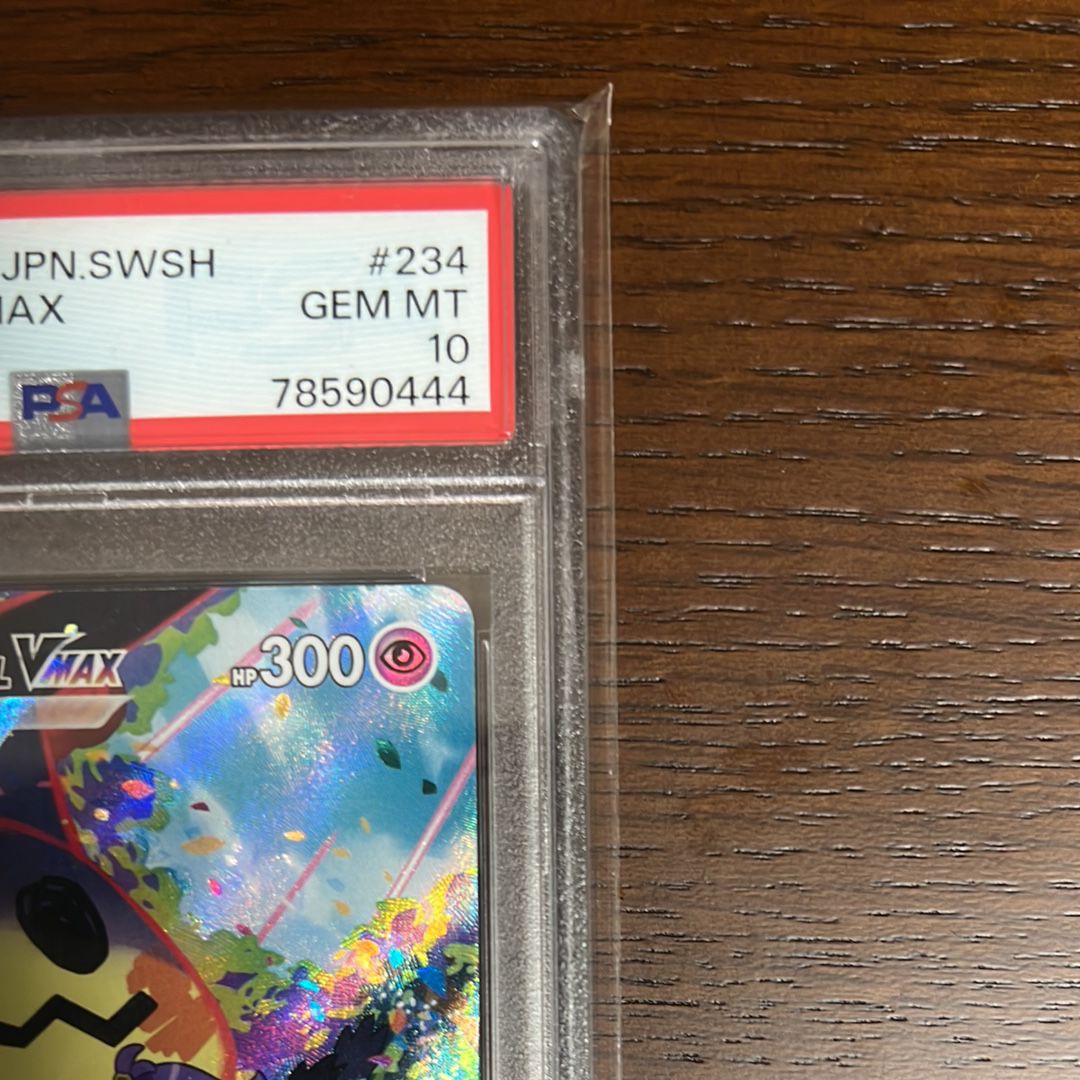 JPN.SWSH #234
MAX GEM MT
10
PSA 78590444
VMAX HP300